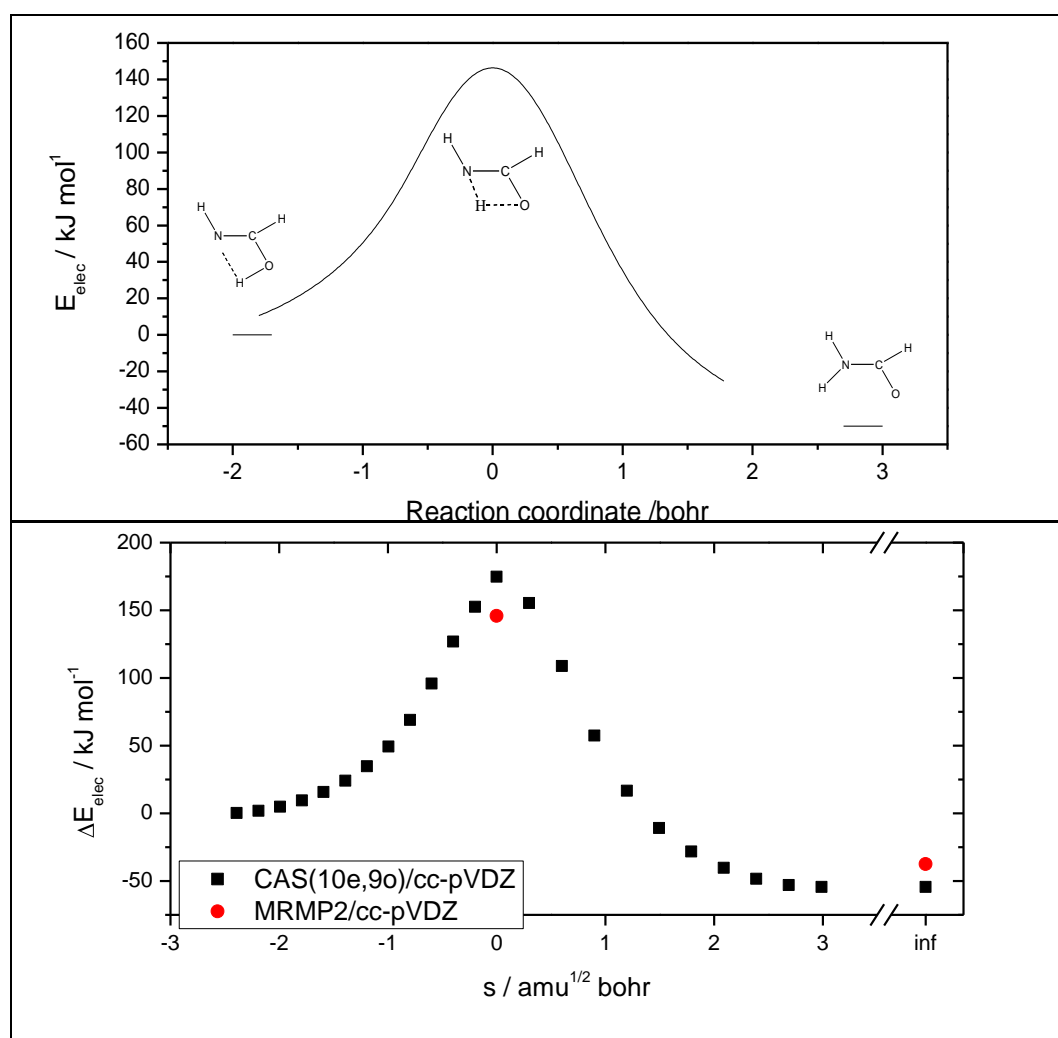 160
140
120
100
80
60
40
20
0
-20
-40
-60
E_elec / kJ mol^1
H
N
C
H
H
O
H
N
C
H
H
O
H
N
C
H
H
O
-2 -1 0 1 2 3
Reaction coordinate /bohr
200
150
100
50
0
-50
ΔE_elec / kJ mol^-1
CAS(10e,9o)/cc-pVDZ
MRMP2/cc-pVDZ
-3 -2 -1 0 1 2 3 inf
s / amu^1/2 bohr